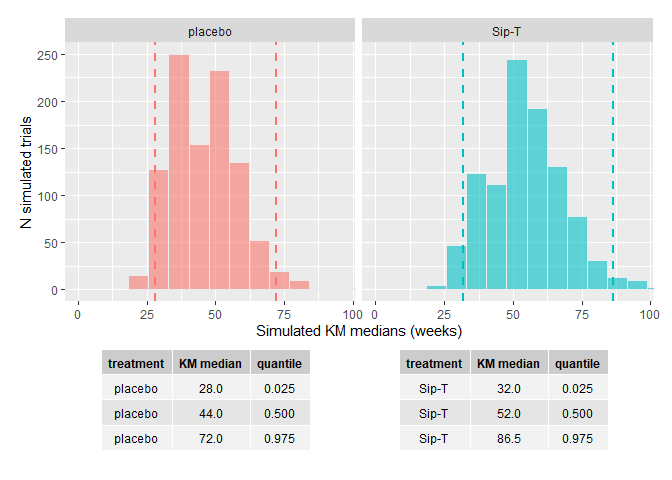 placebo Sip-T
250
200
150
100
50
0
N simulated trials
0 25 50 75 100 0 25 50 75 100
Simulated KM medians (weeks)
treatment KM median quantile treatment KM median quantile
placebo 28.0 0.025 Sip-T 32.0 0.025
placebo 44.0 0.500 Sip-T 52.0 0.500
placebo 72.0 0.975 Sip-T 86.5 0.975